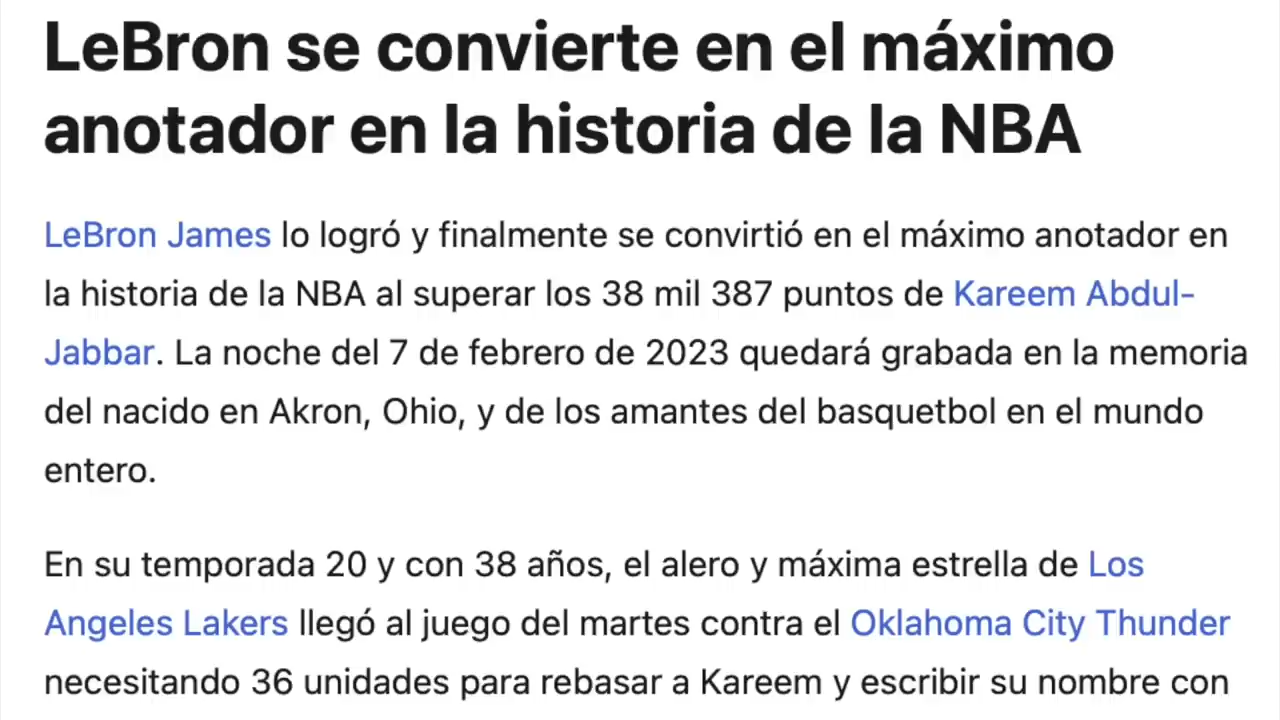 LeBron se convierte en el máximo
anotador en la historia de la NBA
LeBron James lo logró y finalmente se convirtió en el máximo anotador en
la historia de la NBA al superar los 38 mil 387 puntos de Kareem Abdul-
Jabbar. La noche del 7 de febrero de 2023 quedará grabada en la memoria
del nacido en Akron, Ohio, y de los amantes del basquetbol en el mundo
entero.
En su temporada 20 y con 38 años, el alero y máxima estrella de Los
Angeles Lakers llegó al juego del martes contra el Oklahoma City Thunder
necesitando 36 unidades para rebasar a Kareem y escribir su nombre con